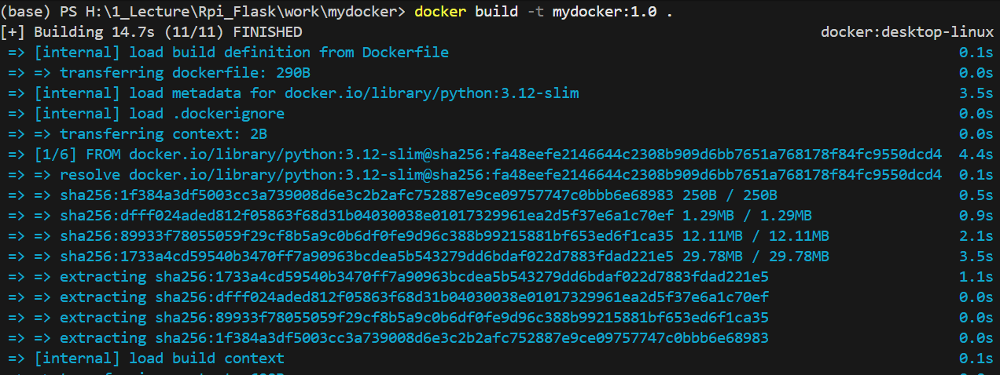 (base) PS H:\1_Lecture\Rpi_Flask\work\mydocker> docker build -t mydocker:1.0 .
[+] Building 14.7s (11/11) FINISHED docker:desktop-linux
=> [internal] load build definition from Dockerfile 0.1s
=> => transferring dockerfile: 290B 0.0s
=> [internal] load metadata for docker.io/library/python:3.12-slim 3.5s
=> [internal] load .dockerignore 0.0s
=> => transferring context: 2B 0.0s
=> [1/6] FROM docker.io/library/python:3.12-slim@sha256:fa48eefe2146644c2308b909d6bb7651a768178f84fc9550dcd4 4.4s
=> => resolve docker.io/library/python:3.12-slim@sha256:fa48eefe2146644c2308b909d6bb7651a768178f84fc9550dcd4 0.1s
=> => sha256:1f384a3df5003cc3a739008d6e3c2b2afc752887e9ce09757747c0bbb6e68983 250B / 250B 0.5s
=> => sha256:dfff024aded812f05863f68d31b04030038e01017329961ea2d5f37e6a1c70ef 1.29MB / 1.29MB 0.9s
=> => sha256:89933f78055059f29cf8b5a9c0b6df0fe9d96c388b99215881bf653ed6f1ca35 12.11MB / 12.11MB 2.1s
=> => sha256:1733a4cd59540b3470ff7a90963bcdea5b543279dd6bdaf022d7883fdad221e5 29.78MB / 29.78MB 3.5s
=> => extracting sha256:1733a4cd59540b3470ff7a90963bcdea5b543279dd6bdaf022d7883fdad221e5 1.1s
=> => extracting sha256:dfff024aded812f05863f68d31b04030038e01017329961ea2d5f37e6a1c70ef 0.0s
=> => extracting sha256:89933f78055059f29cf8b5a9c0b6df0fe9d96c388b99215881bf653ed6f1ca35 0.0s
=> => extracting sha256:1f384a3df5003cc3a739008d6e3c2b2afc752887e9ce09757747c0bbb6e68983 0.0s
=> [internal] load build context 0.1s